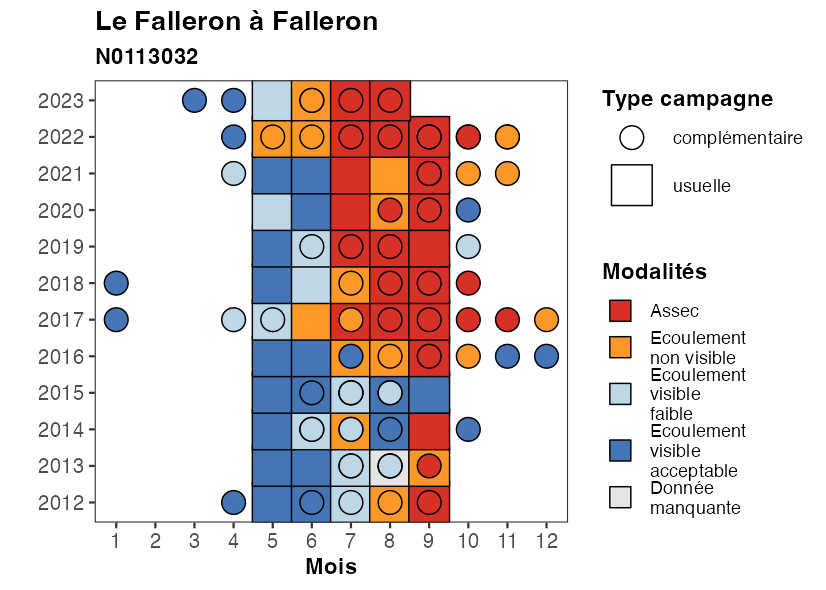 Le Falleron à Falleron
N0113032
2023
2022
2021
2020
2019
2018
2017
2016
2015
2014
2013
2012
1 2 3 4 5 6 7 8 9 10 11 12
Mois
Type campagne
complémentaire
usuelle
Modalités
Assec
Ecoulement
non visible
Ecoulement
visible
faible
Ecoulement
visible
acceptable
Donnée
manquante